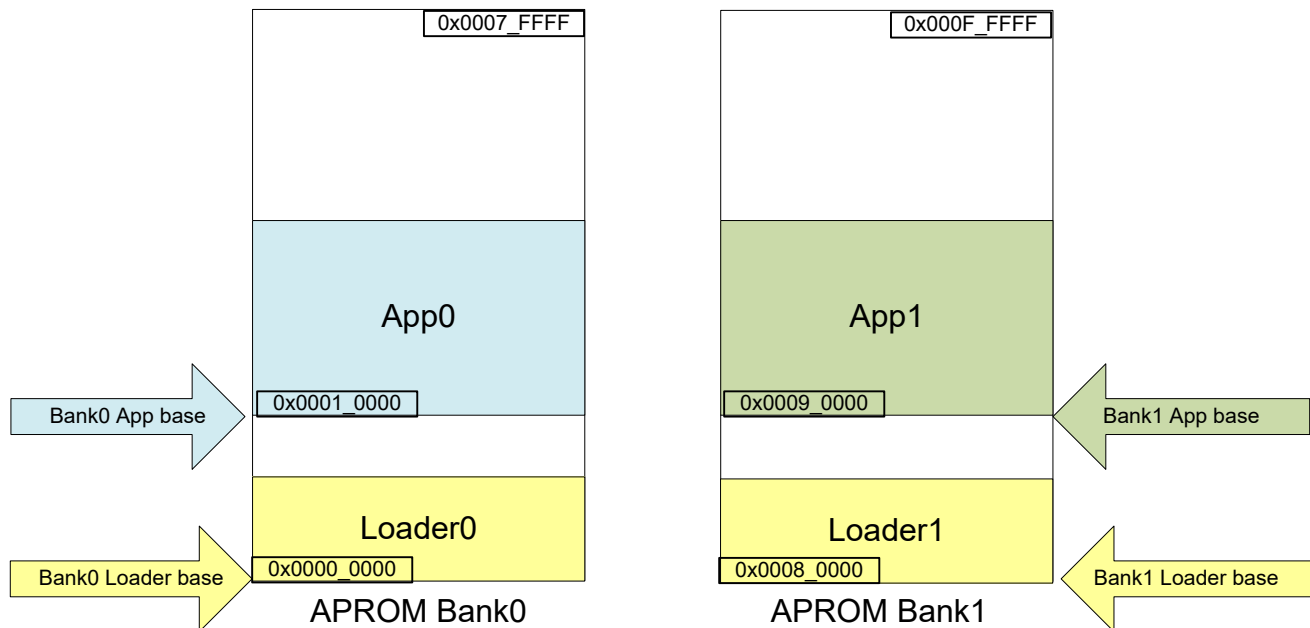 0x0007_FFFF
0x000F_FFFF
App0
App1
0x0001_0000
0x0009_0000
Bank0 App base
Bank1 App base
Loader0
Loader1
0x0000_0000
0x0008_0000
Bank0 Loader base
Bank1 Loader base
APROM Bank0
APROM Bank1